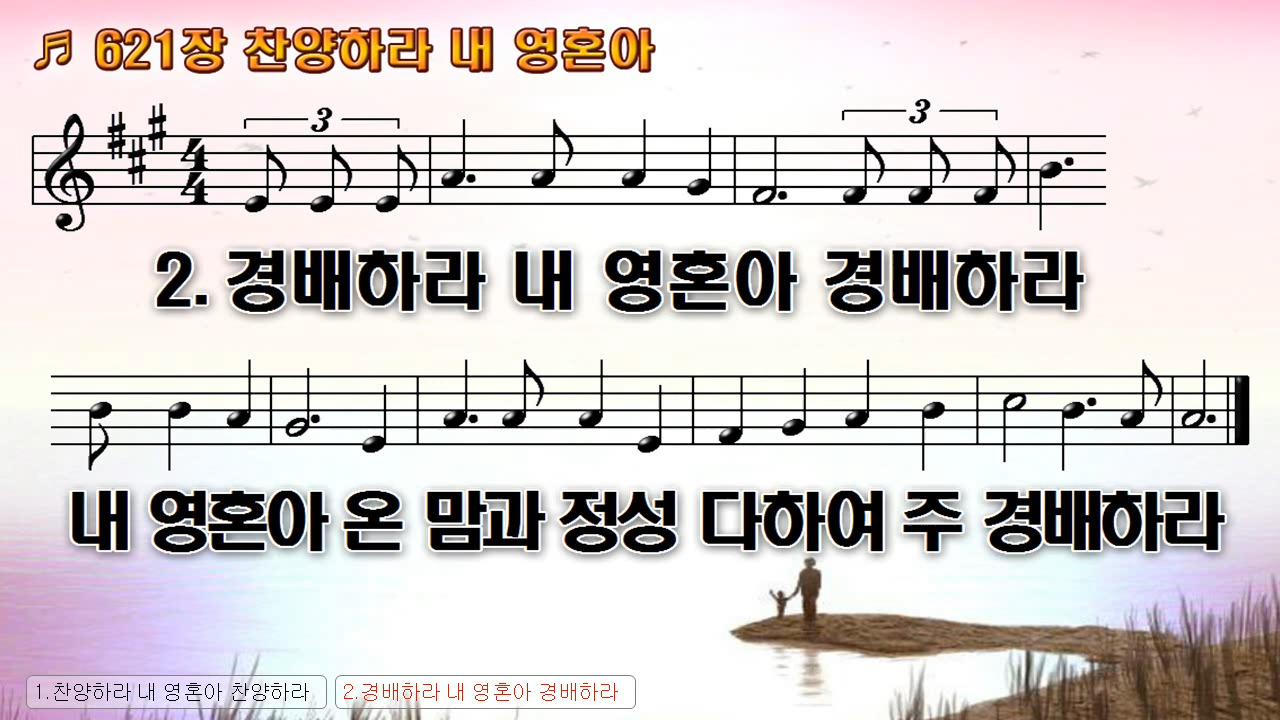 ♬ 621장 찬양하라 내 영혼아
3 3
4
4
2. 경배하라 내 영혼아 경배하라
내 영혼아 온 맘과 정성 다하여 주 경배하라
1.찬양하라 내 영혼아 찬양하라 2.경배하라 내 영혼아 경배하라